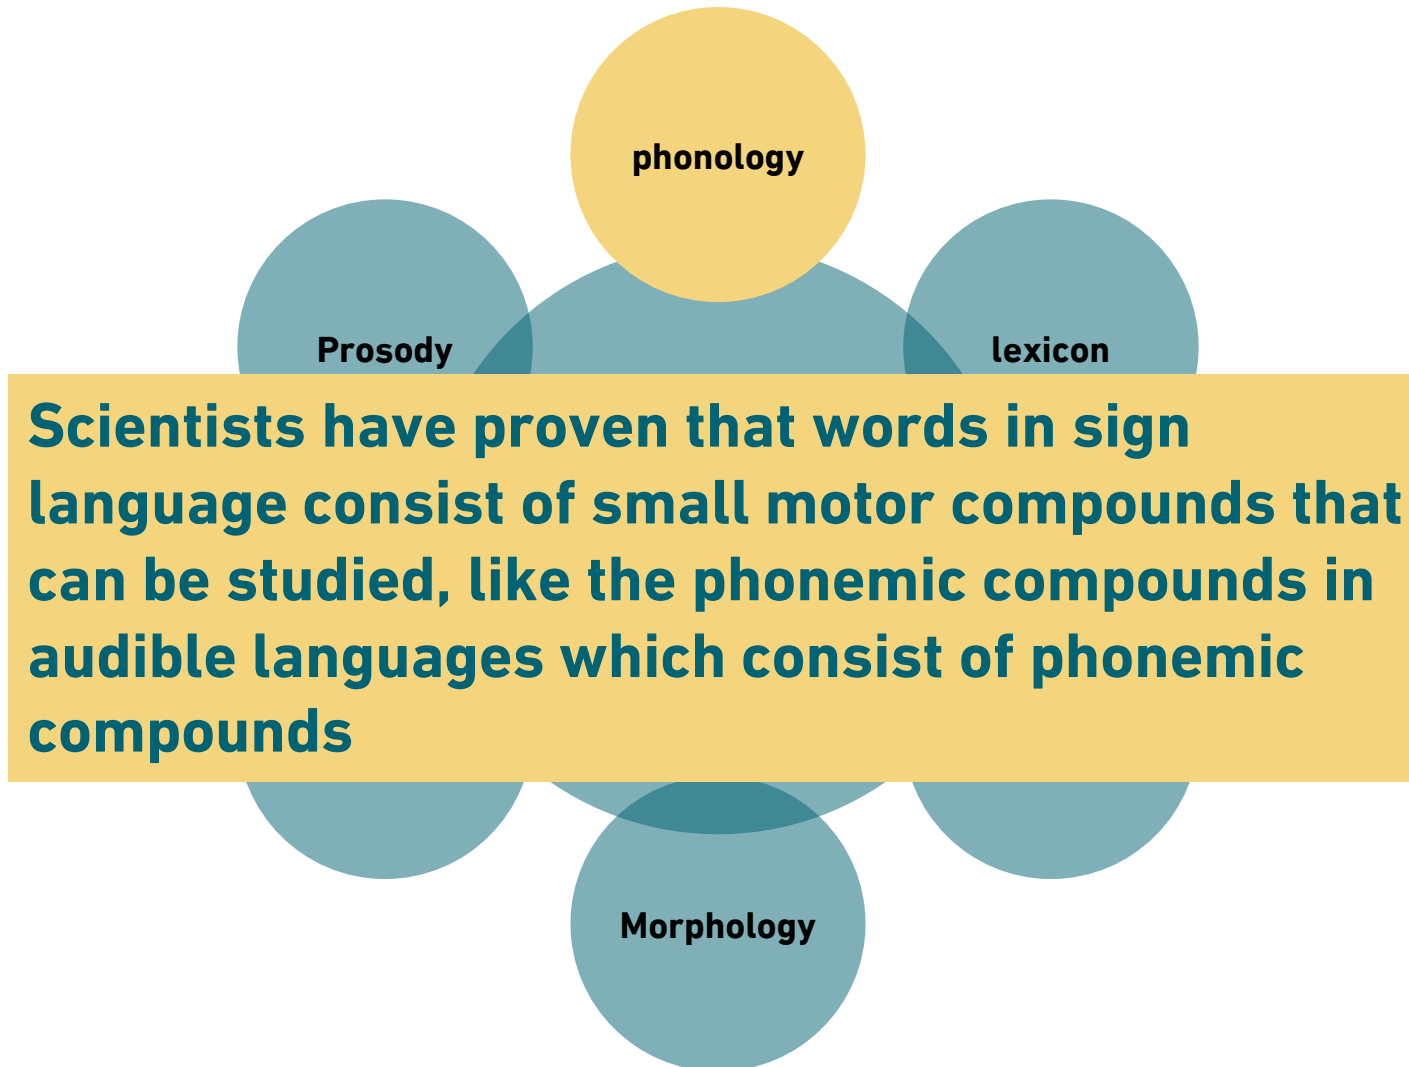 phonology
Prosody
lexicon
Scientists have proven that words in sign
language consist of small motor compounds that
can be studied, like the phonemic compounds in
audible languages which consist of phonemic
compounds
Morphology